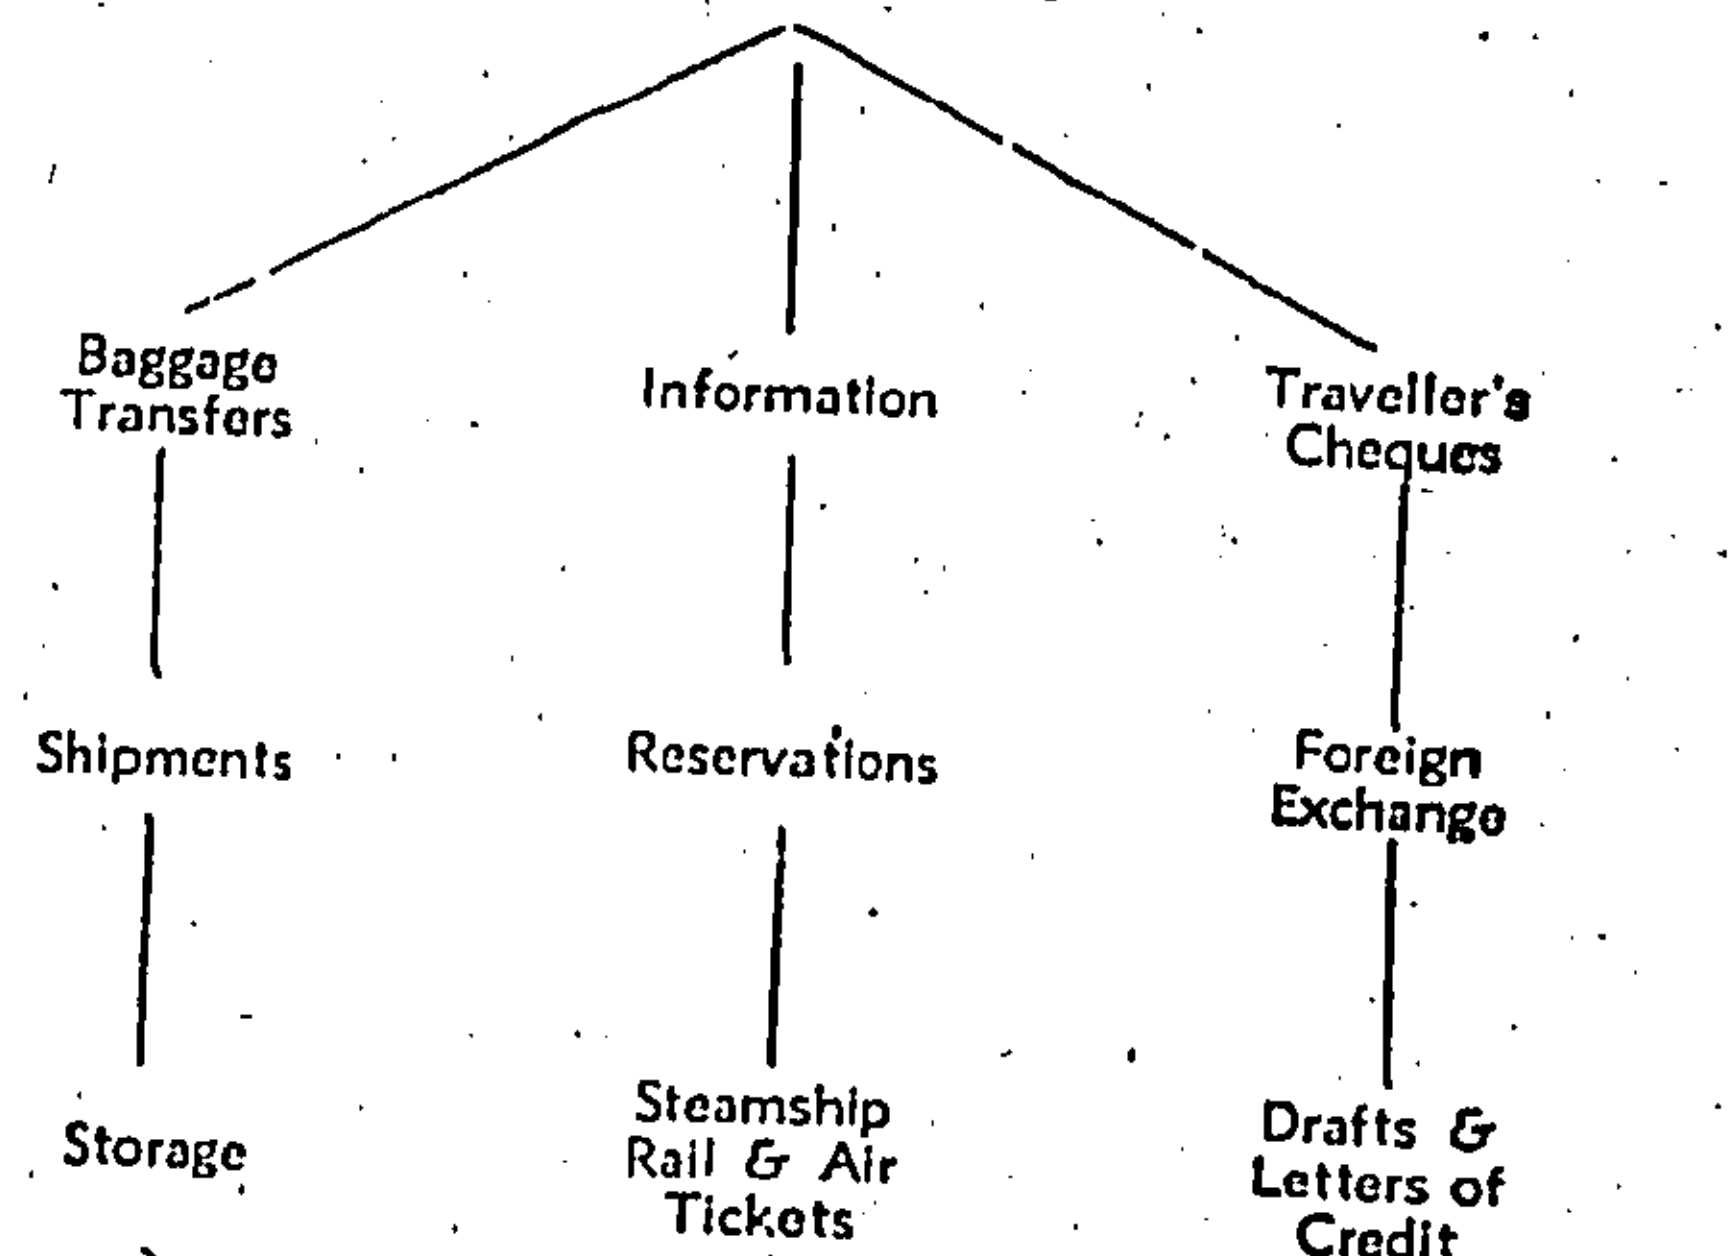 Baggage
Transfers
Information
Traveller's
Cheques
Shipments
Reservations
Foreign
Exchange
Storage
Steamship
Rail & Air
Tickets
Drafts &
Letters of
Credit